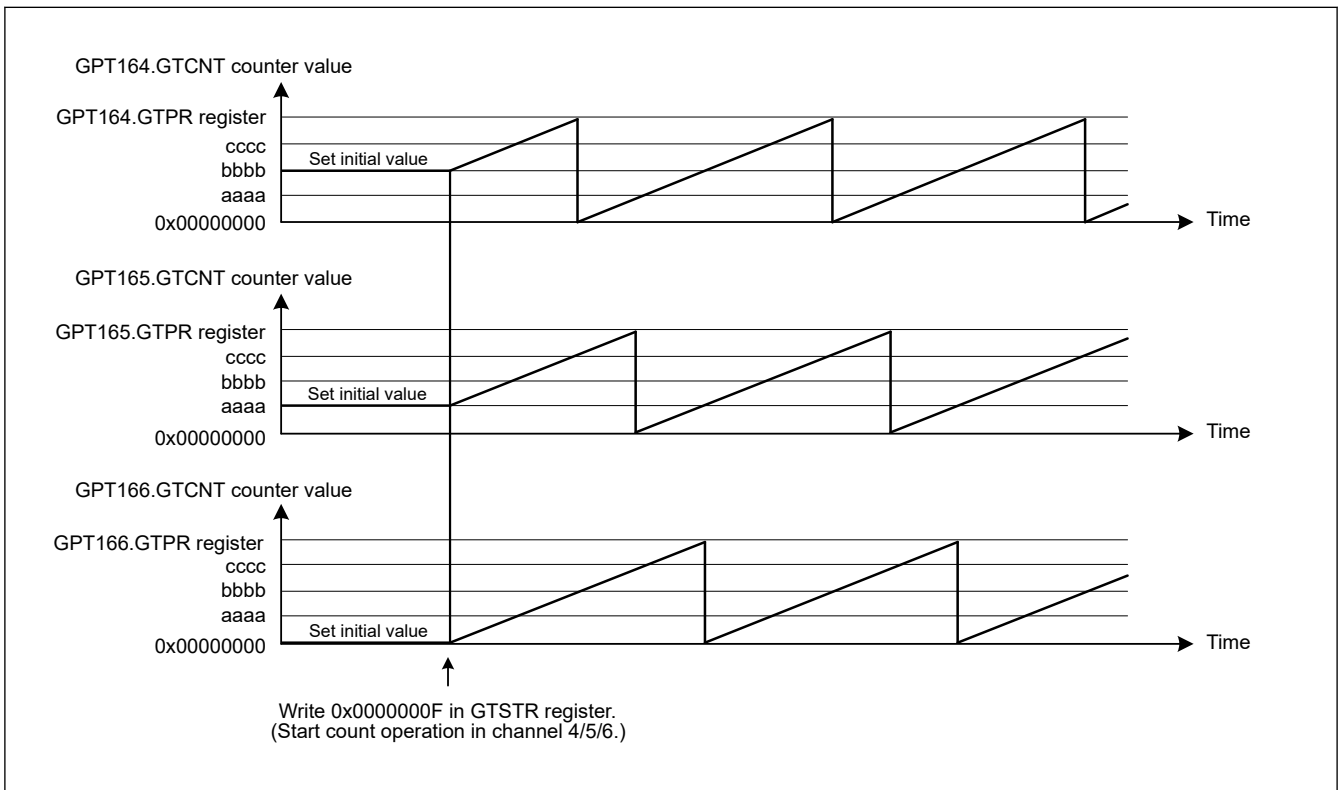 GPT164.GTCNT counter value
GPT164.GTPR register
cccc
bbbb
Set initial value
aaaa
0x00000000
Time
GPT165.GTCNT counter value
GPT165.GTPR register
cccc
bbbb
Set initial value
aaaa
0x00000000
Time
GPT166.GTCNT counter value
GPT166.GTPR register
cccc
bbbb
aaaa
Set initial value
0x00000000
Time
Write 0x0000000F in GTSTR register.
(Start count operation in channel 4/5/6.)